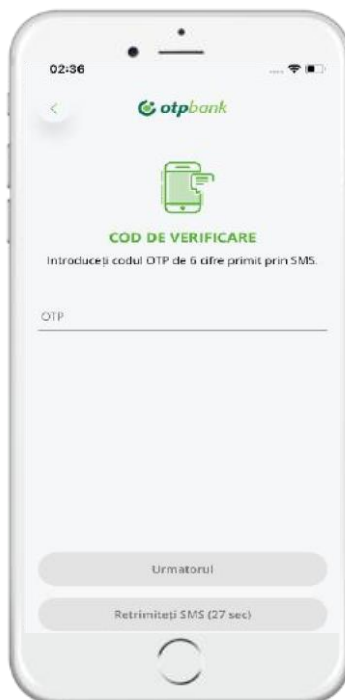 02:36
otpbank
COD DE VERIFICARE
Introduceți codul OTP de 6 cifre primit prin SMS.
OTP
Urmatorul
Retrimiteți SMS (27 sec)